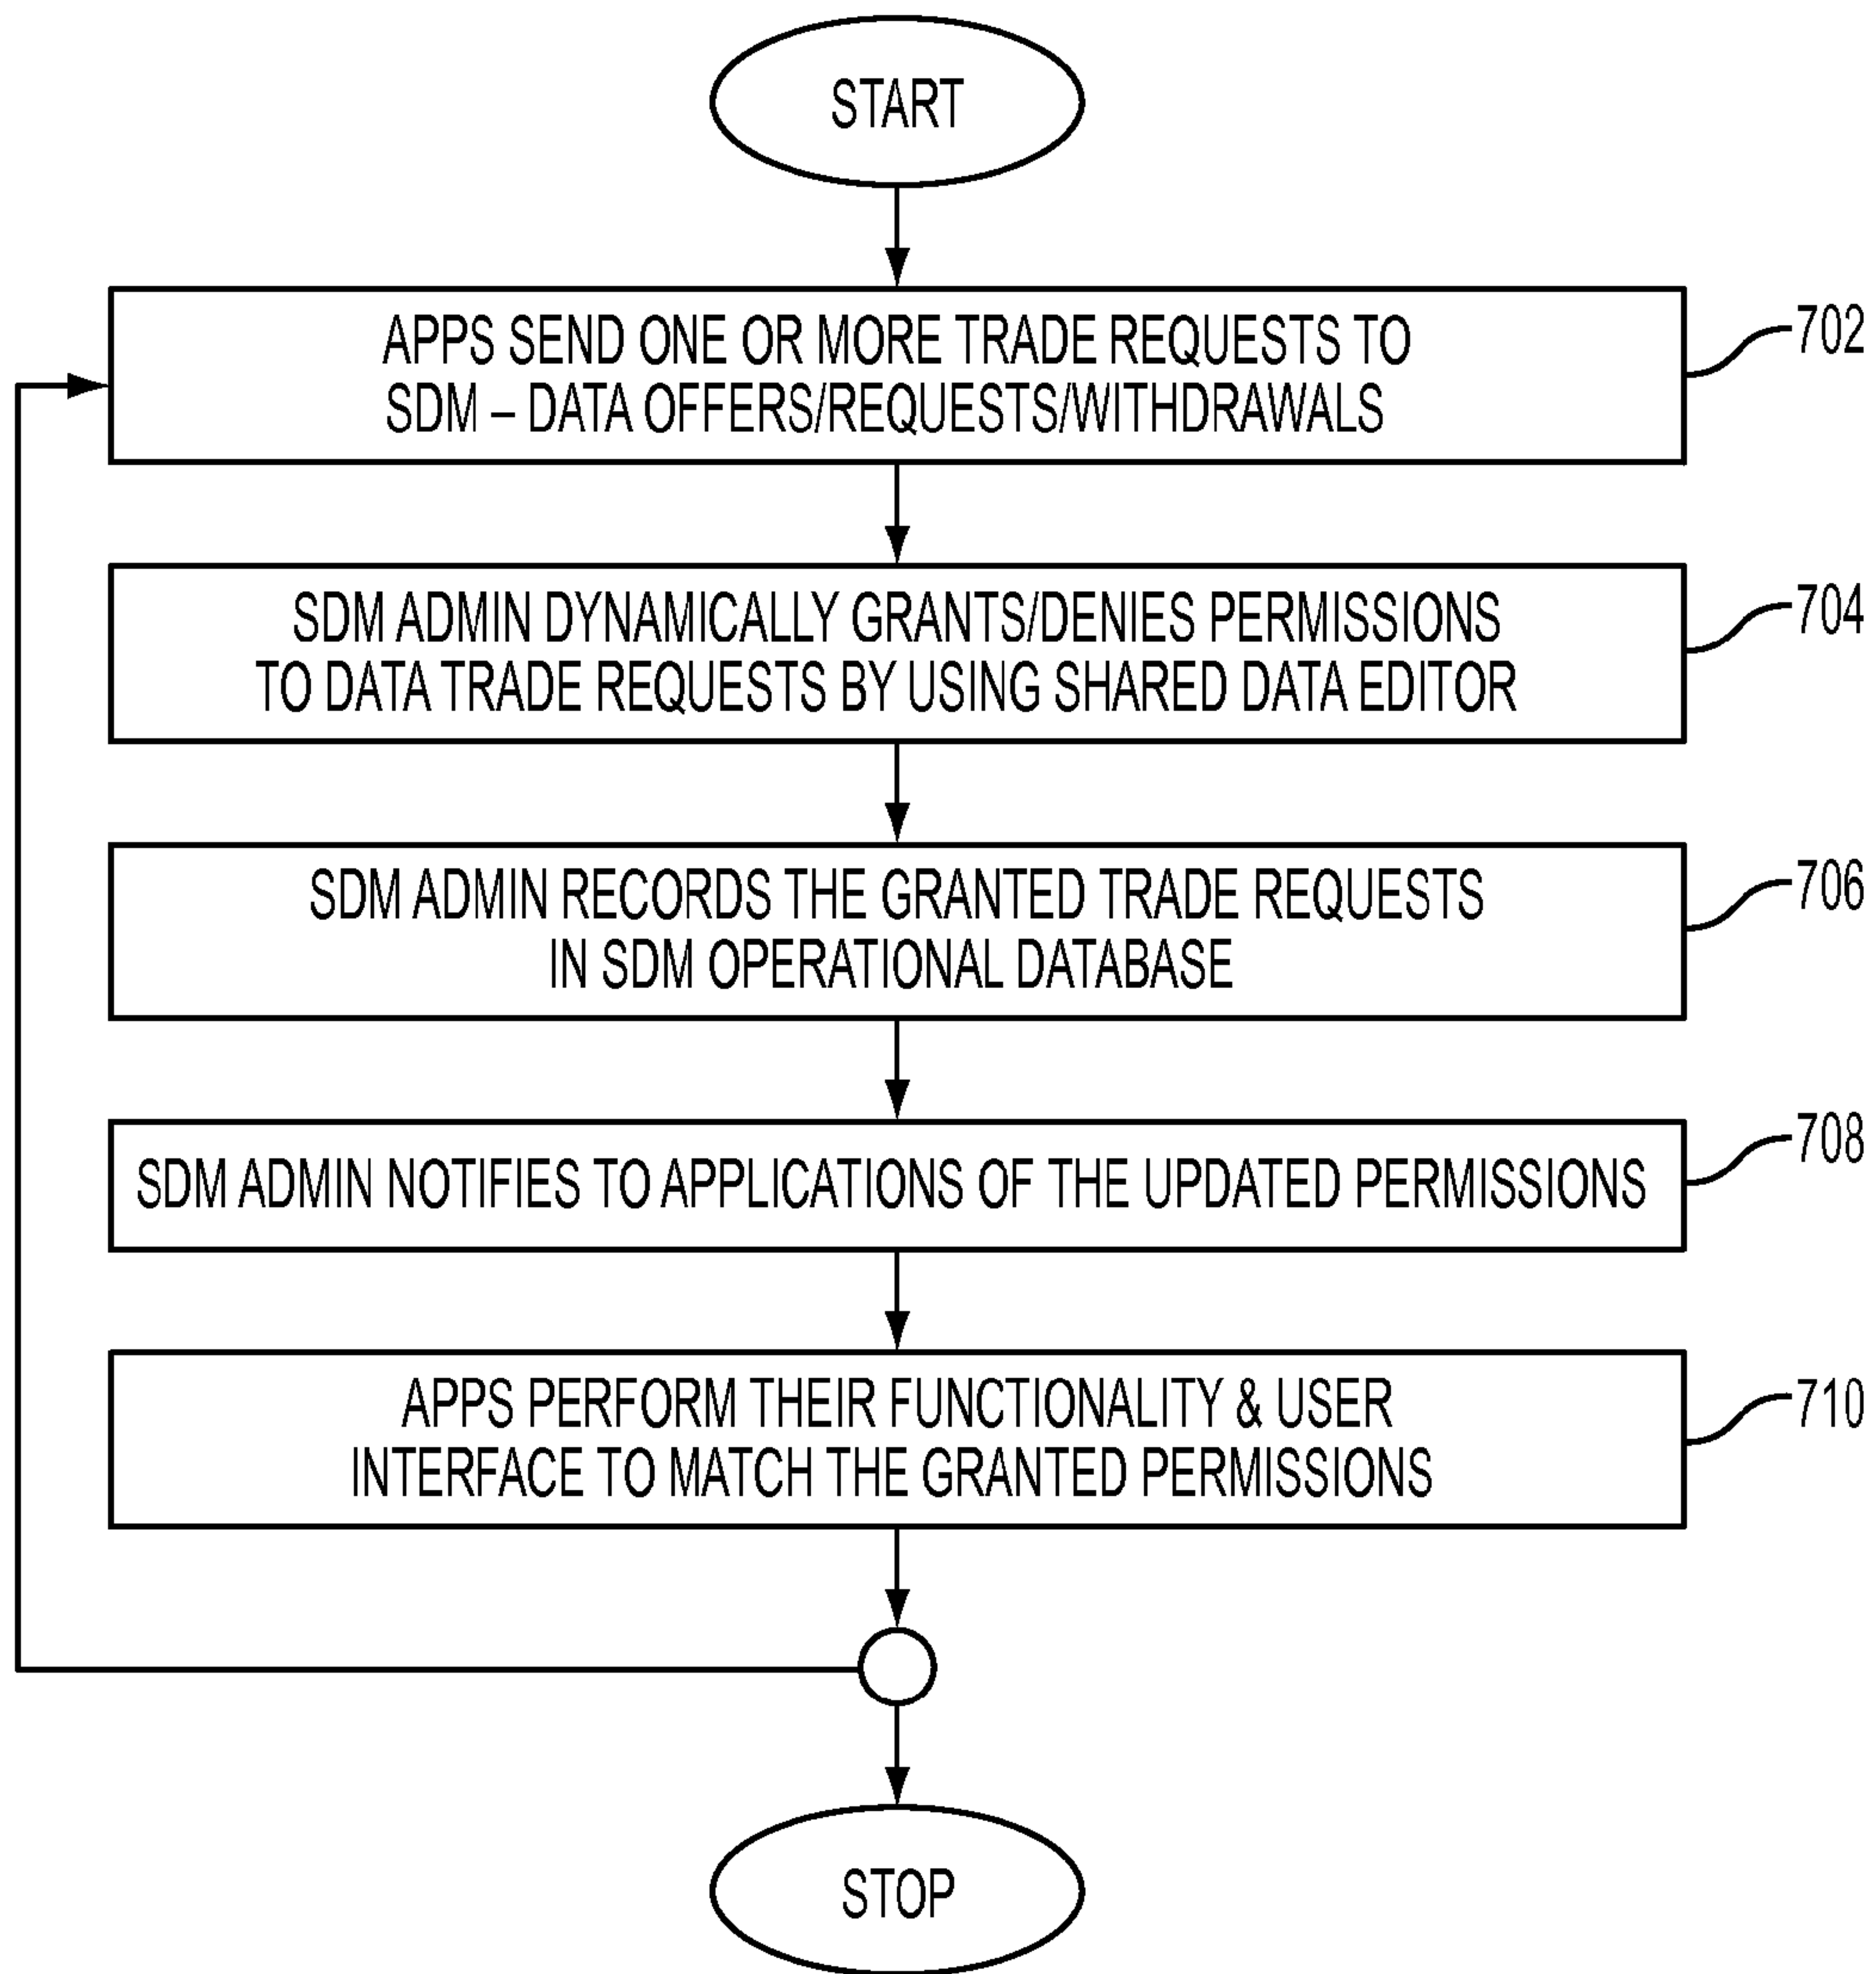 START
APPS SEND ONE OR MORE TRADE REQUESTS TO
SDM – DATA OFFERS/REQUESTS/WITHDRAWALS
702
SDM ADMIN DYNAMICALLY GRANTS/DENIES PERMISSIONS
TO DATA TRADE REQUESTS BY USING SHARED DATA EDITOR
704
SDM ADMIN RECORDS THE GRANTED TRADE REQUESTS
IN SDM OPERATIONAL DATABASE
706
SDM ADMIN NOTIFIES TO APPLICATIONS OF THE UPDATED PERMISSIONS
708
APPS PERFORM THEIR FUNCTIONALITY & USER
INTERFACE TO MATCH THE GRANTED PERMISSIONS
710
STOP